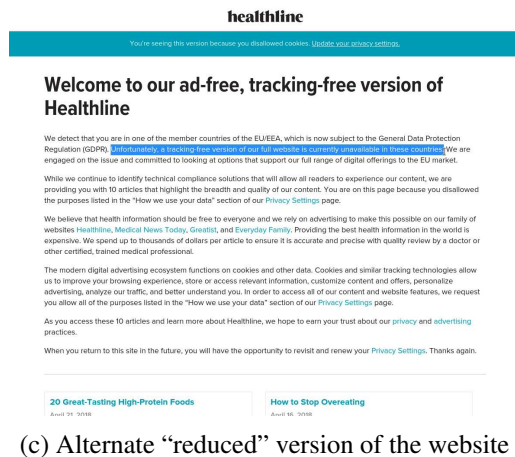 healthline
You're seeing this version because you disallowed cookies. Update your privacy settings.
Welcome to our ad-free, tracking-free version of
Healthline
We detect that you are in one of the member countries of the EU/EEA, which is now subject to the General Data Protection
Regulation (GDPR). Unfortunately, a tracking-free version of our full website is currently unavailable in these countries. We are
engaged on the issue and committed to looking at options that support our full range of digital offerings to the EU market.
While we continue to identify technical compliance solutions that will allow all readers to experience our content, we are
providing you with 10 articles that highlight the breadth and quality of our content. You are on this page because you disallowed
the purposes listed in the “How we use your data” section of our Privacy Settings page.
We believe that health information should be free to everyone and we rely on advertising to make this possible on our family of
websites Healthline, Medical News Today, Greatist, and Everyday Family. Providing the best health information in the world is
expensive. We spend up to thousands of dollars per article to ensure it is accurate and precise with quality review by a doctor or
other certified, trained medical professional.
The modern digital advertising ecosystem functions on cookies and other data. Cookies and similar tracking technologies allow
us to improve your browsing experience, store or access relevant information, customize content and offers, personalize
advertising, analyze our traffic, and better understand you. In order to access all of our content and website features, we request
you allow all of the purposes listed in the “How we use your data” section of our Privacy Settings page.
As you access these 10 articles and learn more about Healthline, we hope to earn your trust about our privacy and advertising
practices.
When you return to this site in the future, you will have the opportunity to revisit and renew your Privacy Settings. Thanks again.
20 Great-Tasting High-Protein Foods
April 21, 2018
How to Stop Overeating
April 16, 2018
(c) Alternate “reduced” version of the website